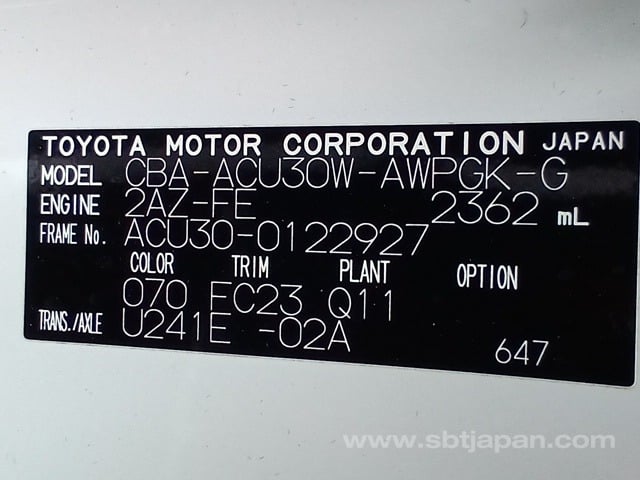 TOYOTA MOTOR CORPORATION JAPAN
MODEL CBA-ACU30W-AWPGK-G
ENGINE 2AZ-FE 2362 mL
FRAME No. ACU30-0122927
COLOR TRIM PLANT OPTION
070 FC23 Q11
TRANS./AXLE U241E -02A
647
www.sbtjapan.com